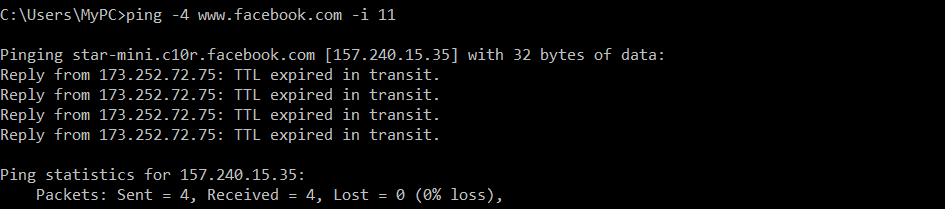 C:\Users\MyPC>ping -4 www.facebook.com -i 11
Pinging star-mini.c10r.facebook.com [157.240.15.35] with 32 bytes of data:
Reply from 173.252.72.75: TTL expired in transit.
Reply from 173.252.72.75: TTL expired in transit.
Reply from 173.252.72.75: TTL expired in transit.
Reply from 173.252.72.75: TTL expired in transit.
Ping statistics for 157.240.15.35:
    Packets: Sent = 4, Received = 4, Lost = 0 (0% loss),